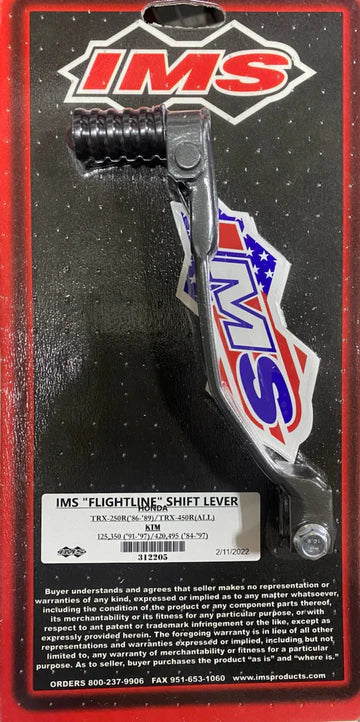 IMS
IMS
IMS "FLIGHTLINE" SHIFT LEVER
HONDA
TRX-250R('86-'89)/TRX-450R(ALL)
KTM
125,350 ('91-'97)/420,495 ('84-'97)
312205
2/11/2022
Buyer understands and agrees that seller makes no representation or
warranties of any kind, expressed or implied as to any matter whatsoever,
including the condition of the product or any component parts thereof,
its merchantability or its fitness for any particular purpose, or with
respect to ant patent or trademark infringement or the like, except as
expressly provided herein. The foregoing warranty is in lieu of all other
representations and warranties expressed or implied, including, but not
limited to, any warranty of merchantability or fitness for a particular
purpose. As to seller, buyer purchases the product "as is" and "where is."
ORDERS 800-237-9906 FAX 951-653-1060 www.imsproducts.com